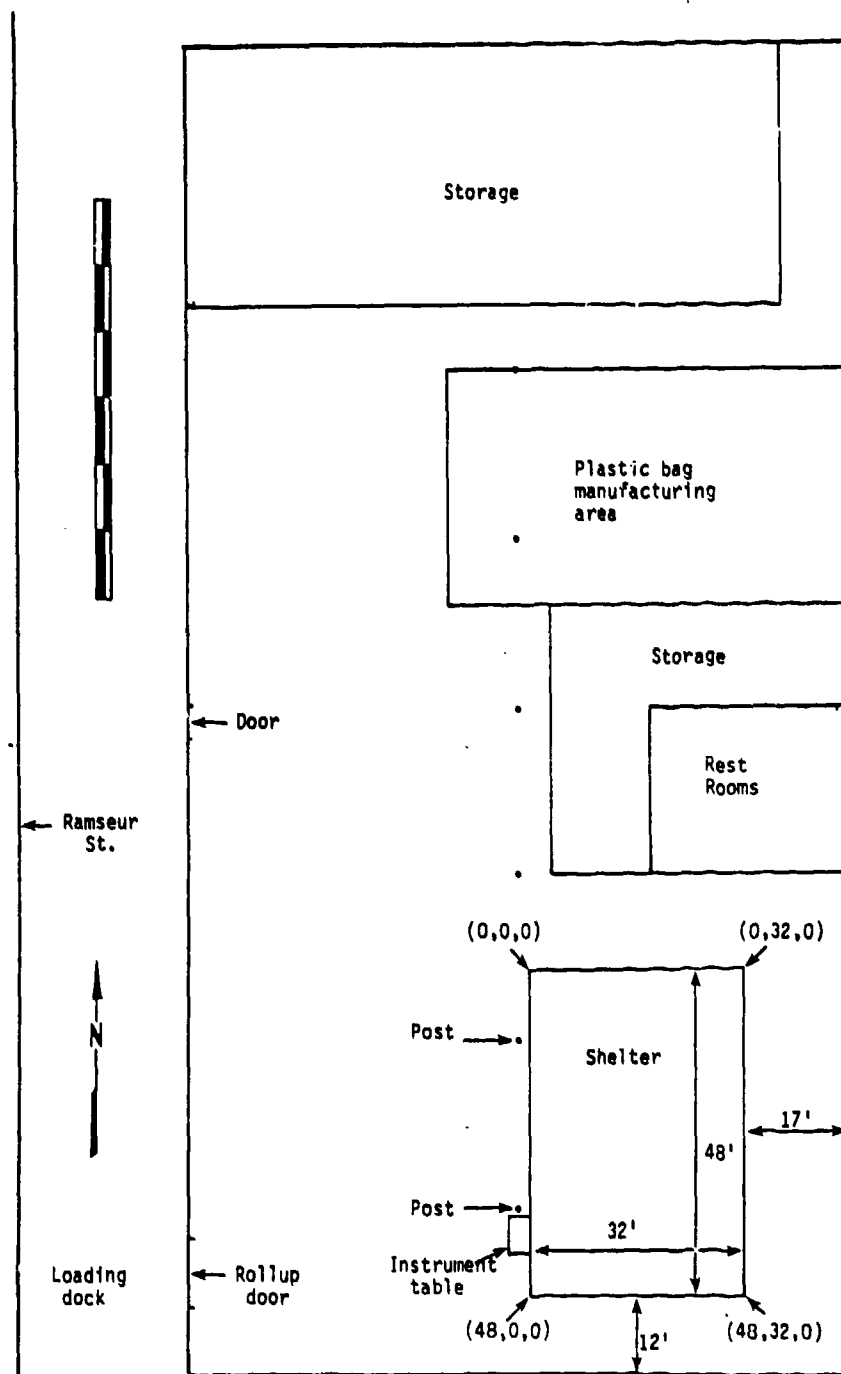 Storage
Plastic bag
manufacturing
area
Storage
Door
Rest
Rooms
Ramseur
St.
(0,0,0)
(0,32,0)
N
Post
Shelter
17'
48'
Post
32'
Instrument
table
Loading
dock
Rollup
door
(48,0,0)
12'
(48,32,0)